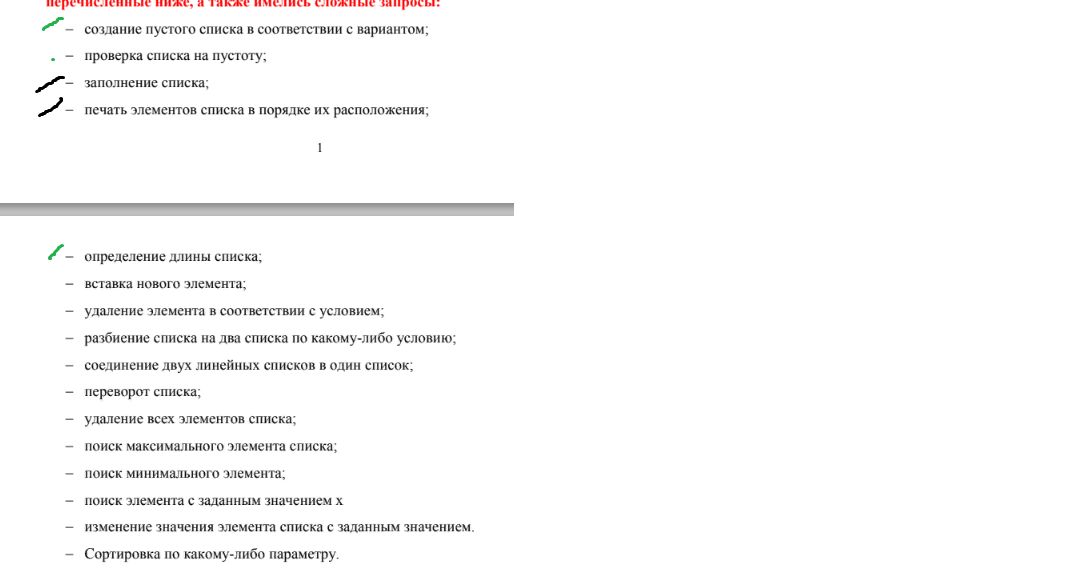 перечисленные ниже, а также имелись сложные запросы:
– создание пустого списка в соответствии с вариантом;
– проверка списка на пустоту;
– заполнение списка;
– печать элементов списка в порядке их расположения;
1
– определение длины списка;
– вставка нового элемента;
– удаление элемента в соответствии с условием;
– разбиение списка на два списка по какому-либо условию;
– соединение двух линейных списков в один список;
– переворот списка;
– удаление всех элементов списка;
– поиск максимального элемента списка;
– поиск минимального элемента;
– поиск элемента с заданным значением x
– изменение значения элемента списка с заданным значением.
– Сортировка по какому-либо параметру.